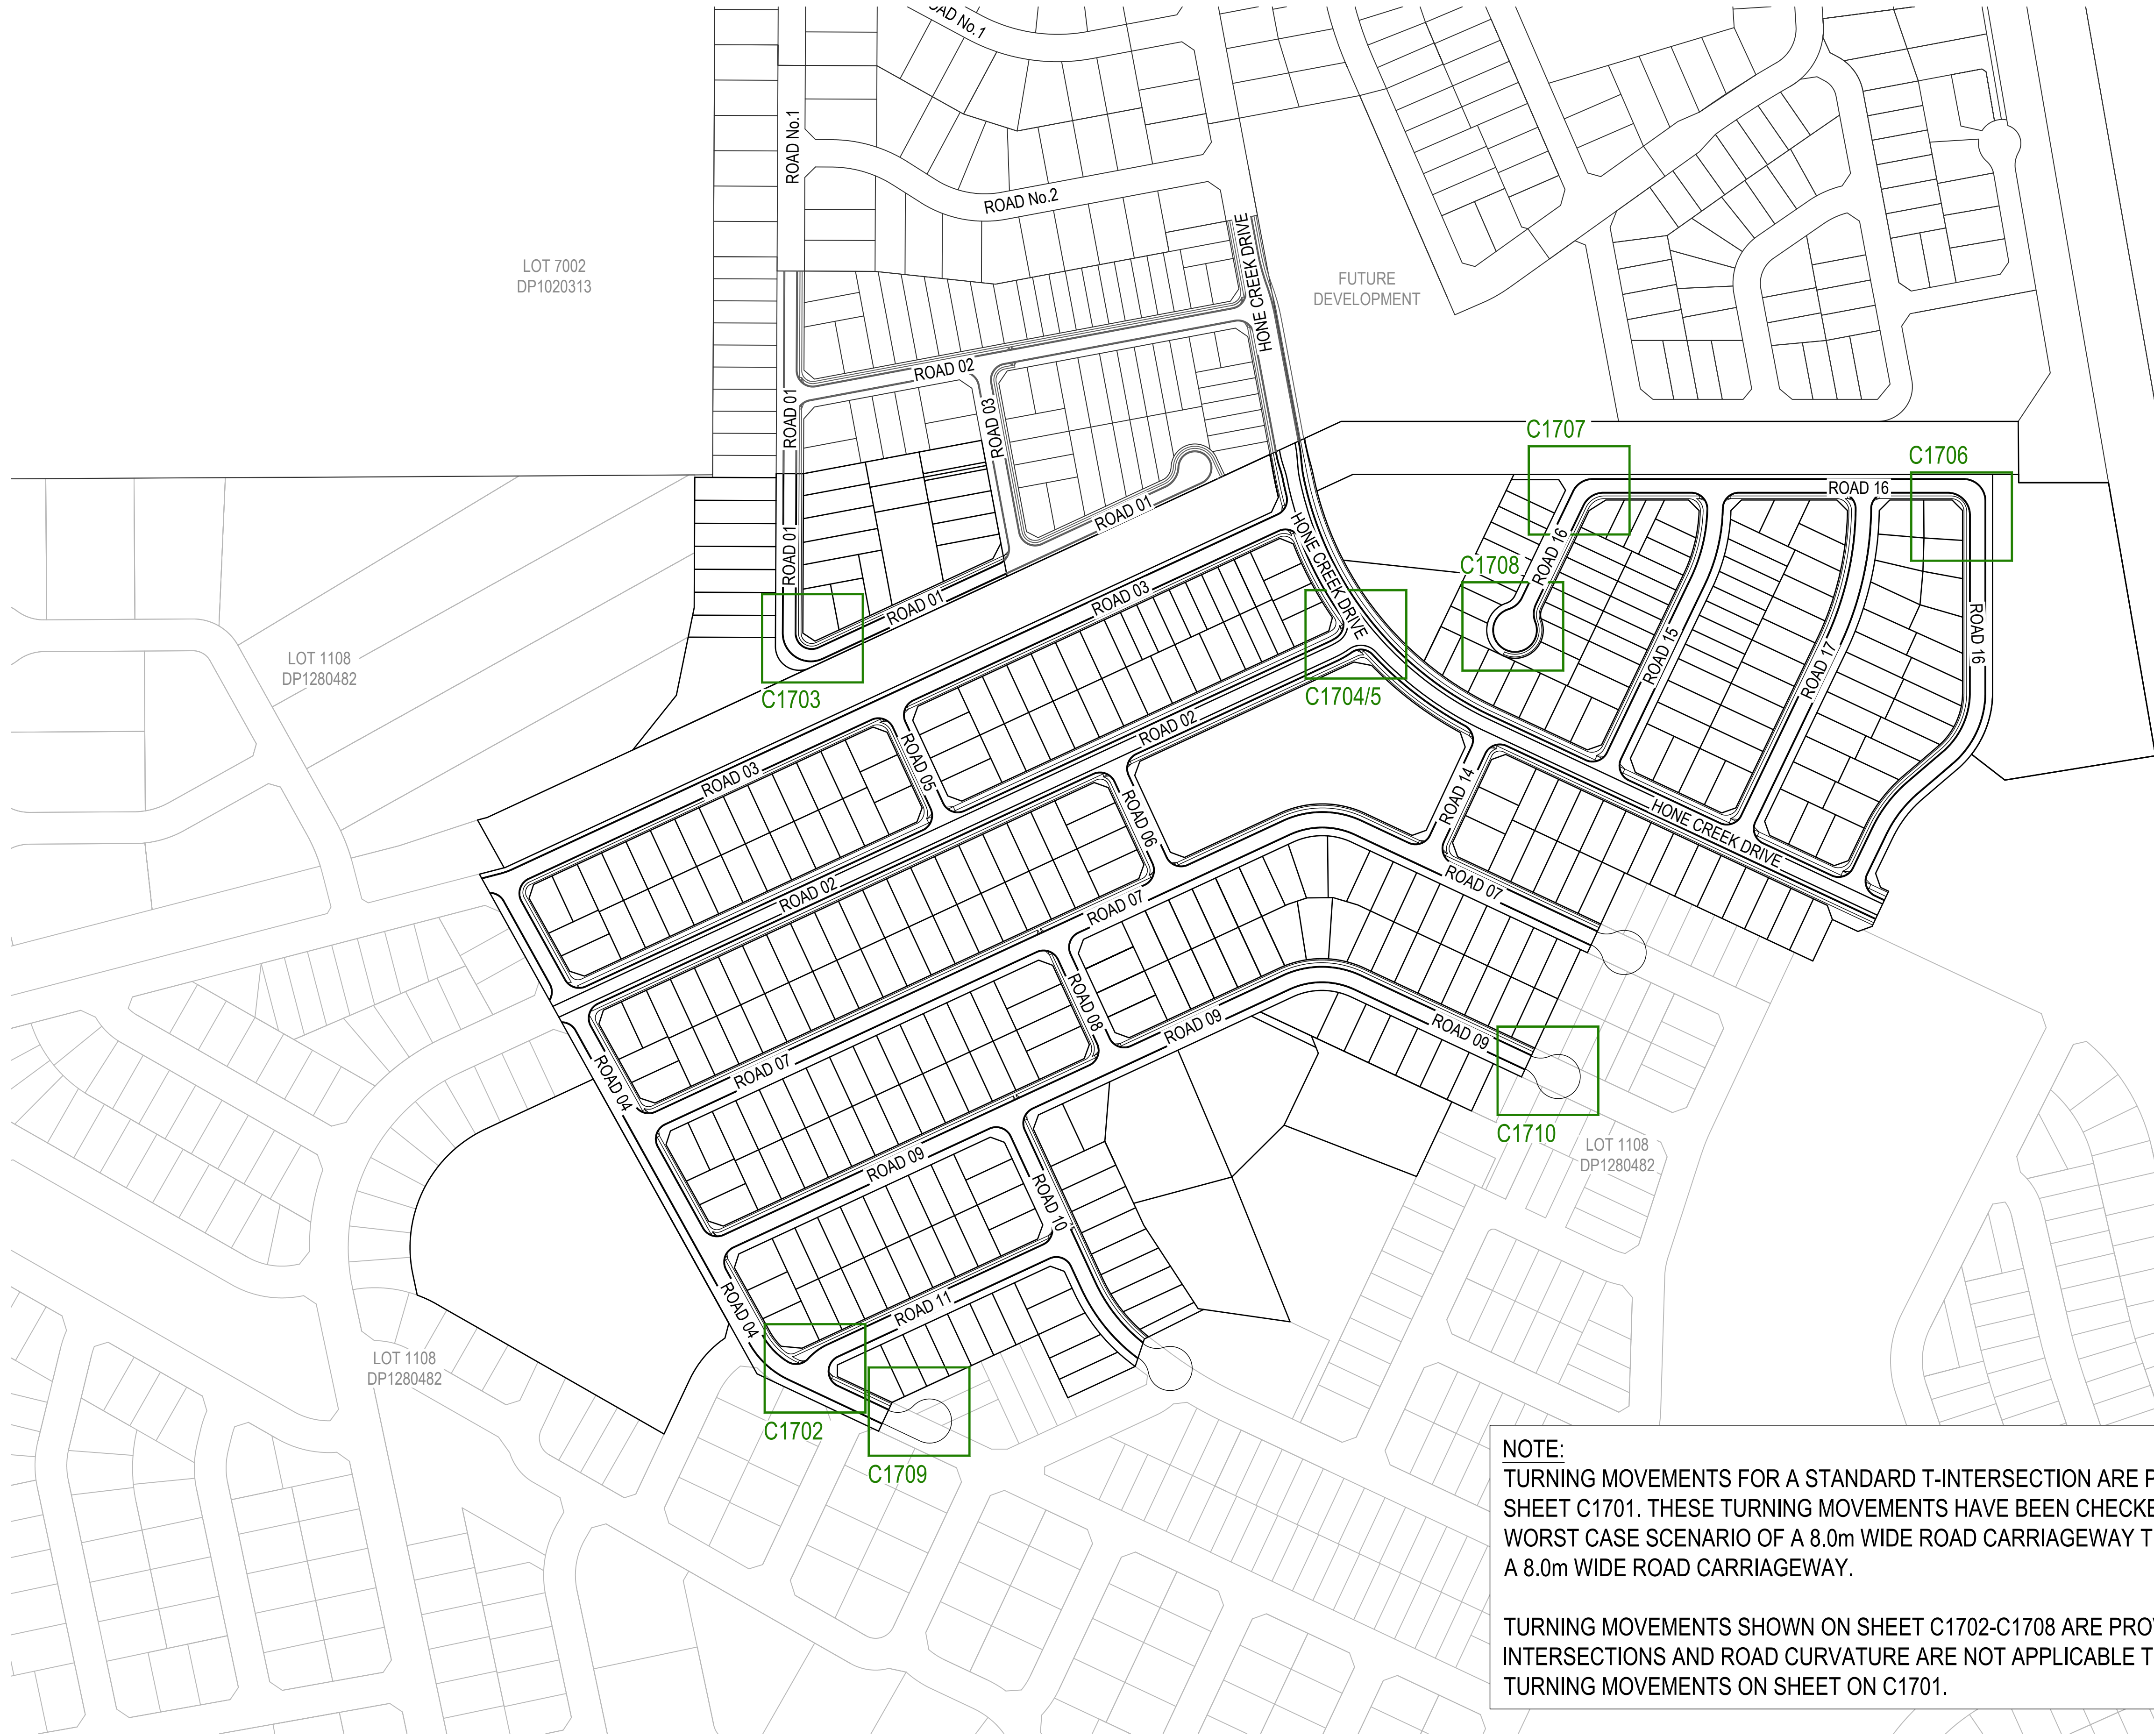 ROAD No.1
ROAD No.1
ROAD No.2
HONE CREEK DRIVE
LOT 7002
DP1020313
FUTURE
DEVELOPMENT
HONE CREEK DRIVE
ROAD 02
ROAD 01
ROAD 03
C1707
C1706
ROAD 16
ROAD 01
ROAD 01
HONE CREEK DRIVE
ROAD 16
C1708
ROAD 03
ROAD 01
LOT 1108
DP1280482
ROAD 16
ROAD 15
ROAD 17
C1703
C1704/5
ROAD 02
ROAD 03
ROAD 05
ROAD 14
ROAD 06
HONE CREEK DRIVE
ROAD 02
ROAD 07
ROAD 07
ROAD 08
ROAD 09
ROAD 09
ROAD 07
ROAD 04
C1710
LOT 1108
DP1280482
ROAD 09
ROAD 10
ROAD 11
ROAD 04
LOT 1108
DP1280482
C1702
C1709
NOTE:
TURNING MOVEMENTS FOR A STANDARD T-INTERSECTION ARE
SHEET C1701. THESE TURNING MOVEMENTS HAVE BEEN
WORST CASE SCENARIO OF A 8.0m WIDE ROAD CARRIAGEWAY
A 8.0m WIDE ROAD CARRIAGEWAY.
TURNING MOVEMENTS SHOWN ON SHEET C1702-C1708 ARE
INTERSECTIONS AND ROAD CURVATURE ARE NOT APPLICABLE
TURNING MOVEMENTS ON SHEET ON C1701.